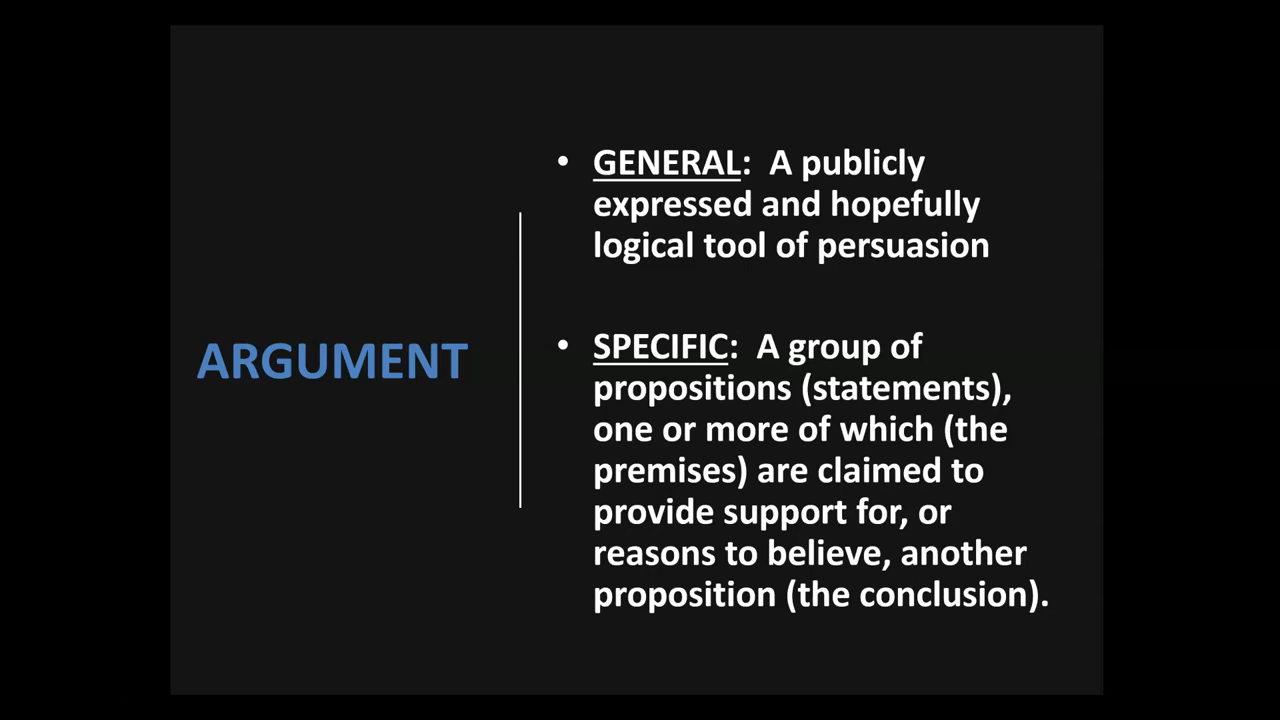 ARGUMENT
• GENERAL:  A publicly
expressed and hopefully
logical tool of persuasion
• SPECIFIC:  A group of
propositions (statements),
one or more of which (the
premises) are claimed to
provide support for, or
reasons to believe, another
proposition (the conclusion).